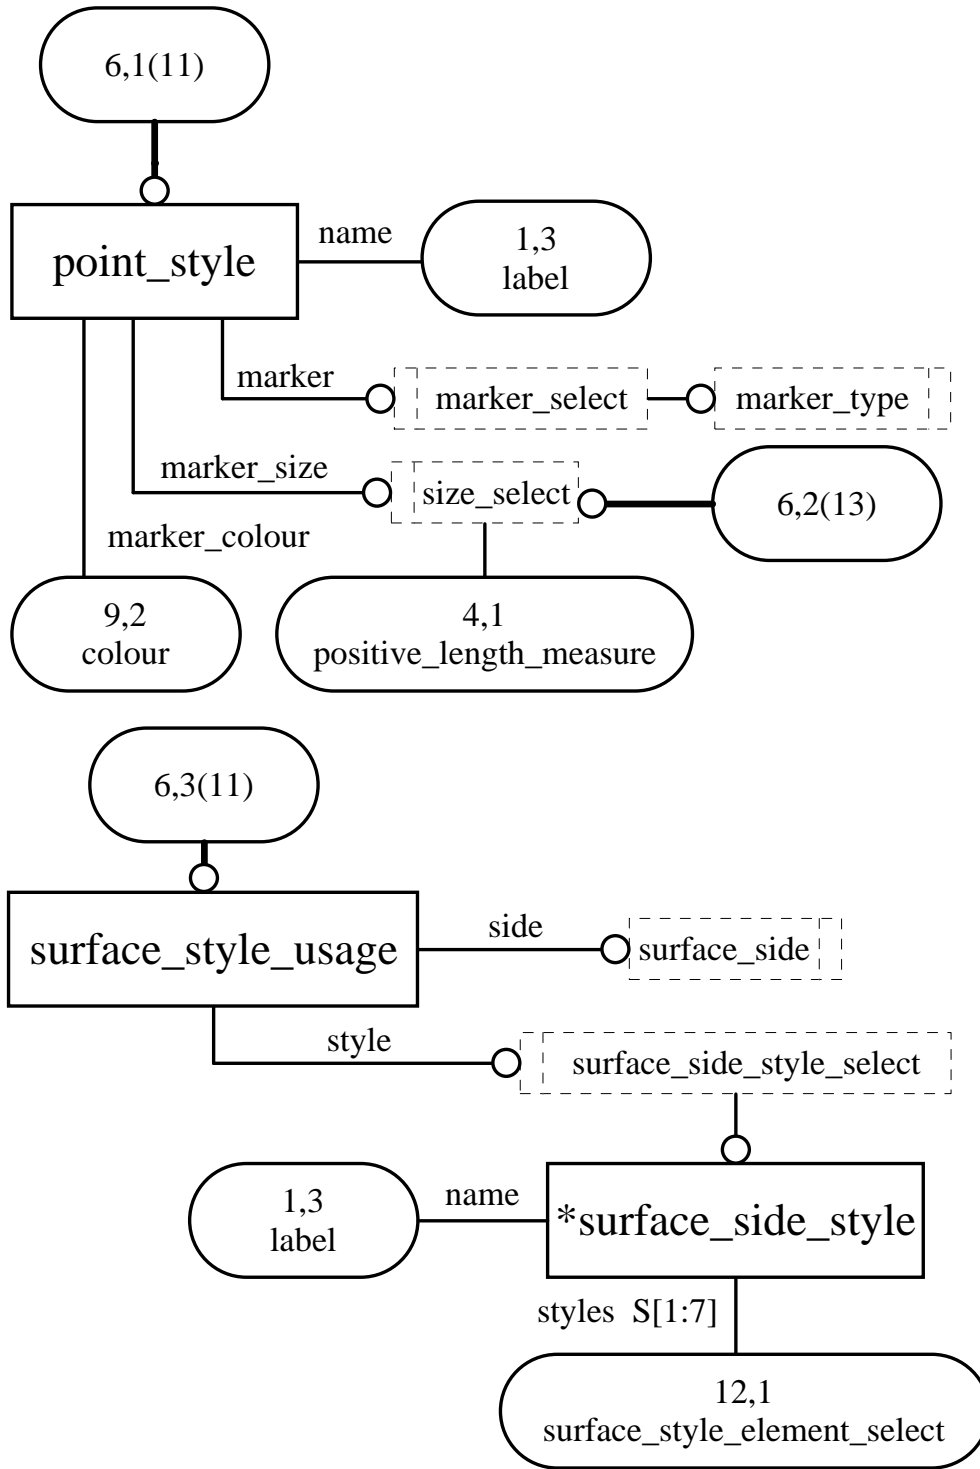 6,1(11)
name
1,3
label
point_style
marker
marker_select
marker_type
marker_size
size_select
6,2(13)
marker_colour
9,2
colour
4,1
positive_length_measure
6,3(11)
side
surface_side
surface_style_usage
style
surface_side_style_select
1,3
label
name
*surface_side_style
styles S[1:7]
12,1
surface_style_element_select